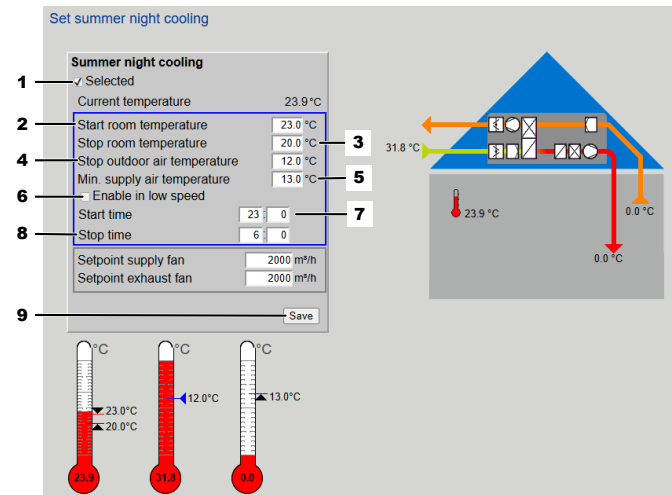 Set summer night cooling
Summer night cooling
1 Selected
Current temperature 23.9 °C
2 Start room temperature 23.0 °C
Stop room temperature 20.0 °C 3
4 Stop outdoor air temperature 12.0 °C
Min. supply air temperature 13.0 °C 5
6 Enable in low speed
Start time 23 : 0 7
8 Stop time 6 : 0
Setpoint supply fan 2000 m³/h
Setpoint exhaust fan 2000 m³/h
9 Save
31.8 °C
23.9 °C
0.0 °C
0.0 °C
°C °C °C
23.0°C
20.0°C
12.0°C
13.0°C
23.9 31.8 0.0